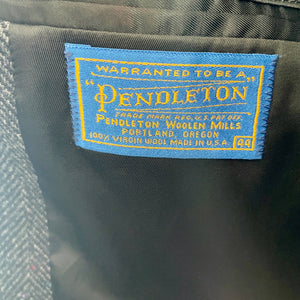 WARRANTED TO BE A
"PENDLETON"
TRADE MARK REG. U.S. PAT. OFF.
PENDLETON WOOLEN MILLS
PORTLAND, OREGON
100% VIRGIN WOOL MADE IN U.S.A. 44